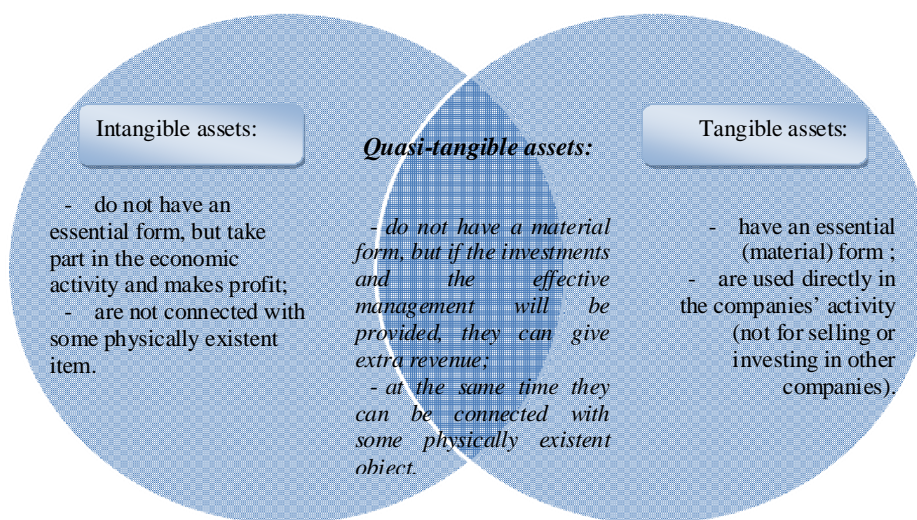 Intangible assets:
- do not have an
essential form, but take
part in the economic
activity and makes profit;
- are not connected with
some physically existent
item.
Quasi-tangible assets:
- do not have a material
form, but if the investments
and the effective
management will be
provided, they can give
extra revenue;
- at the same time they
can be connected with
some physically existent
object.
Tangible assets:
- have an essential
(material) form ;
- are used directly in
the companies’ activity
(not for selling or
investing in other
companies).